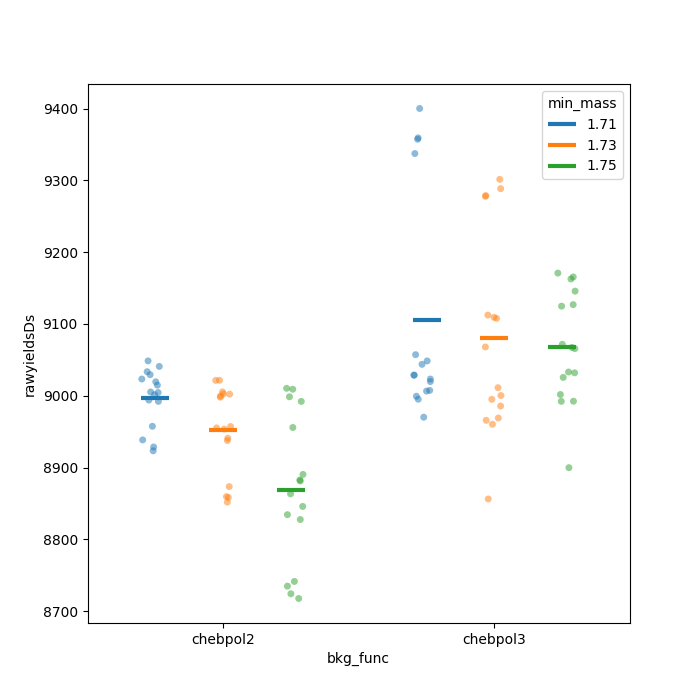 min_mass
1.71
1.73
1.75
9400
9300
9200
9100
9000
8900
8800
8700
rawyieldsDs
chebpol2
chebpol3
bkg_func